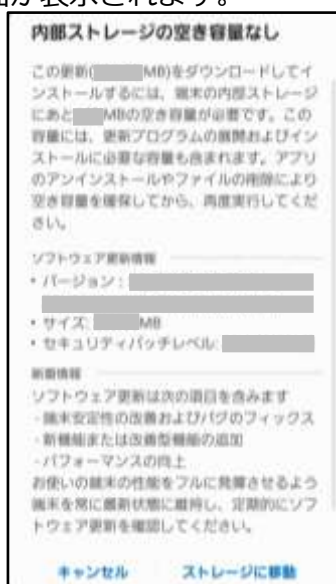 が表示されます。
内部ストレージの空き容量なし
この更新( MB)をダウンロードしてイ
ンストールするには、端末の内部ストレージ
にあと MBの空き容量が必要です。この
容量には、更新プログラムの展開およびイン
ストールに必要な容量も含まれます。アプリ
のアンインストールやファイルの削除により
空き容量を確保してから、再度実行してくだ
さい。
ソフトウェア更新情報
・バージョン:
・サイズ: MB
・セキュリティパッチレベル:
新着情報
ソフトウェア更新は次の項目を含みます
- 端末安定性の改善およびバグのフィックス
- 新機能または改善型機能の追加
- パフォーマンスの向上
お使いの端末の性能をフルに発揮させるよう
端末を常に最新状態に維持し、定期的にソフ
トウェア更新を確認してください。
キャンセル ストレージに移動